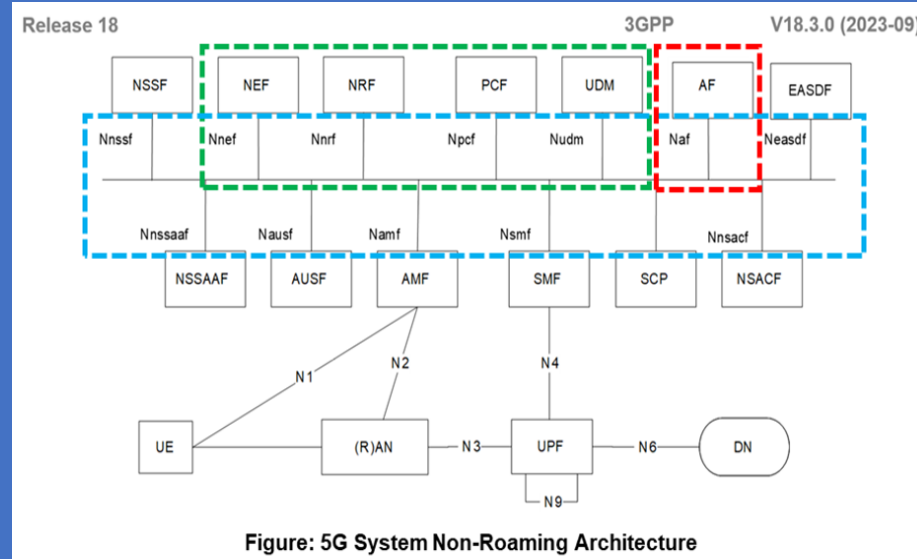 Release 18 3GPP V18.3.0 (2023-09)
NSSF NEF NRF PCF UDM AF EASDF
Nnssf Nnef Nnrf Npcf Nudm Naf Neasdf
Nnssaaf Nausf Namf Nsmf Nnsacf
NSSAAF AUSF AMF SMF SCP NSACF
N1 N2 N4
UE (R)AN N3 UPF N6 DN
N9
Figure: 5G System Non-Roaming Architecture